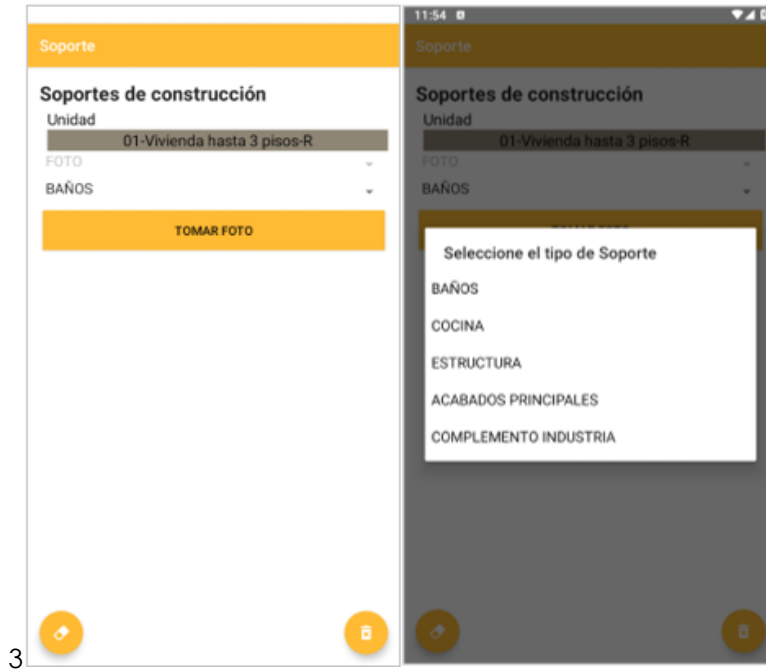 Soporte
Soportes de construcción
Unidad
01-Vivienda hasta 3 pisos-R
FOTO
BAÑOS
TOMAR FOTO
3
11:54
Soporte
Soportes de construcción
Unidad
01-Vivienda hasta 3 pisos-R
FOTO
BAÑOS
Seleccione el tipo de Soporte
BAÑOS
COCINA
ESTRUCTURA
ACABADOS PRINCIPALES
COMPLEMENTO INDUSTRIA